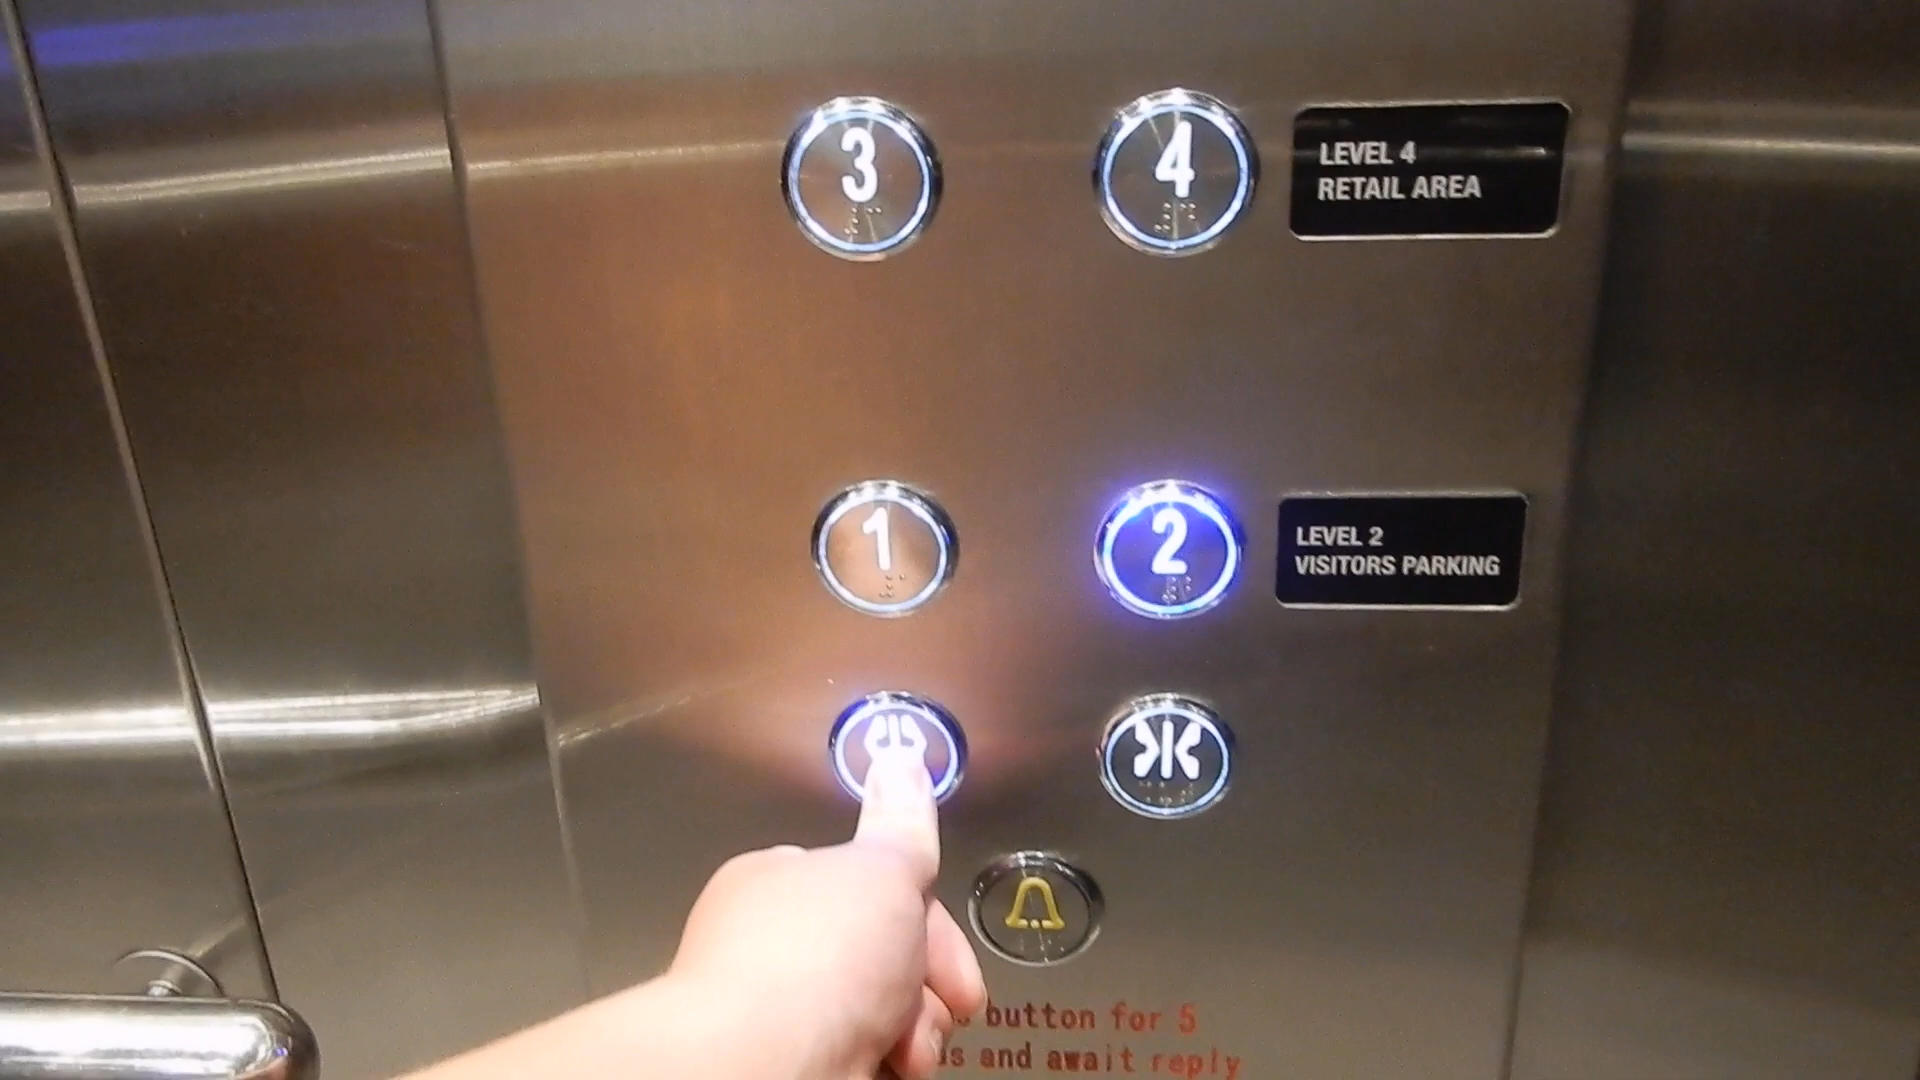 3
4
LEVEL 4
RETAIL AREA
1
2
LEVEL 2
VISITORS PARKING
button for 5
and await reply